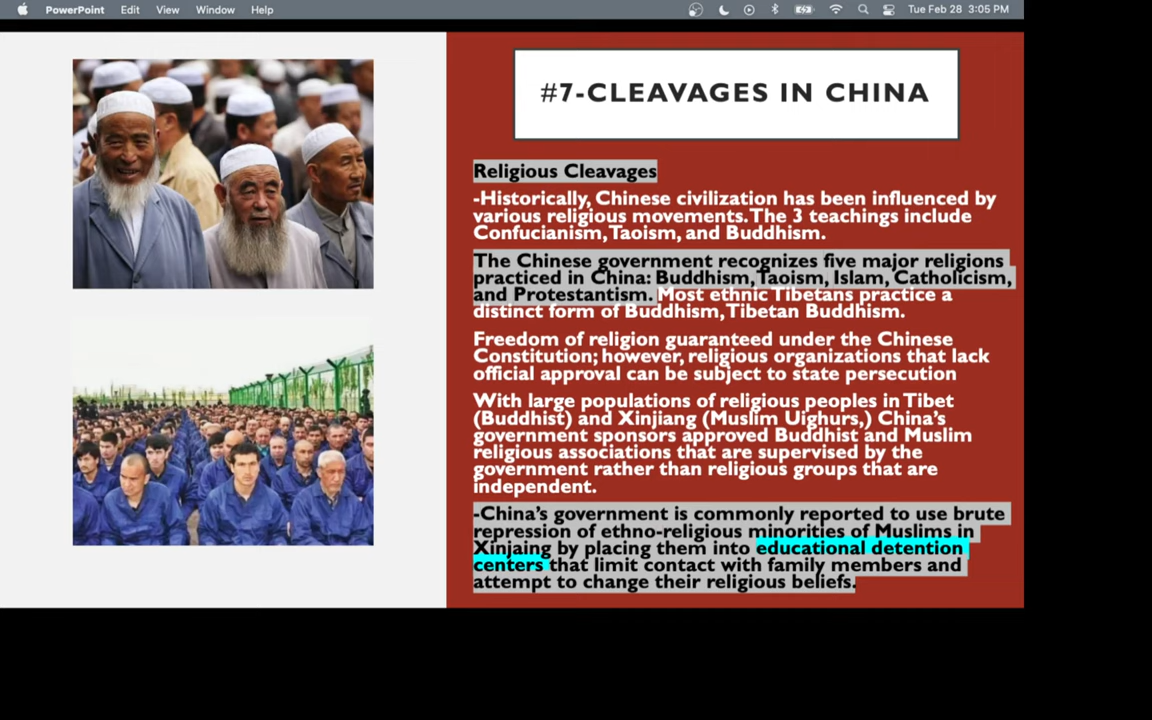 PowerPoint Edit View Window Help Tue Feb 28 3:05 PM
#7-CLEAVAGES IN CHINA
Religious Cleavages
-Historically, Chinese civilization has been influenced by
various religious movements. The 3 teachings include
Confucianism, Taoism, and Buddhism.
The Chinese government recognizes five major religions
practiced in China: Buddhism, Taoism, Islam, Catholicism,
and Protestantism. Most ethnic Tibetans practice a
distinct form of Buddhism, Tibetan Buddhism.
Freedom of religion guaranteed under the Chinese
Constitution; however, religious organizations that lack
official approval can be subject to state persecution
With large populations of religious peoples in Tibet
(Buddhist) and Xinjiang (Muslim Uighurs,) China's
government sponsors approved Buddhist and Muslim
religious associations that are supervised by the
government rather than religious groups that are
independent.
-China's government is commonly reported to use brute
repression of ethno-religious minorities of Muslims in
Xinjaing by placing them into educational detention
centers that limit contact with family members and
attempt to change their religious beliefs.